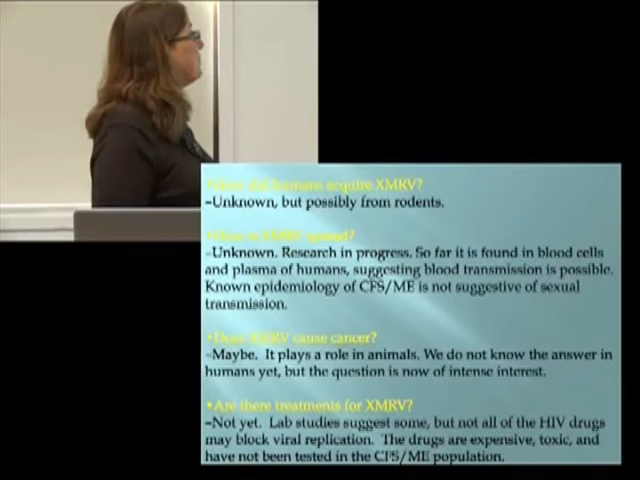 •How did humans acquire XMRV?
–Unknown, but possibly from rodents.
•How is XMRV spread?
–Unknown. Research in progress. So far it is found in blood cells
and plasma of humans, suggesting blood transmission is possible.
Known epidemiology of CFS/ME is not suggestive of sexual
transmission.
•Does XMRV cause cancer?
–Maybe. It plays a role in animals. We do not know the answer in
humans yet, but the question is now of intense interest.
•Are there treatments for XMRV?
–Not yet. Lab studies suggest some, but not all of the HIV drugs
may block viral replication. The drugs are expensive, toxic, and
have not been tested in the CFS/ME population.